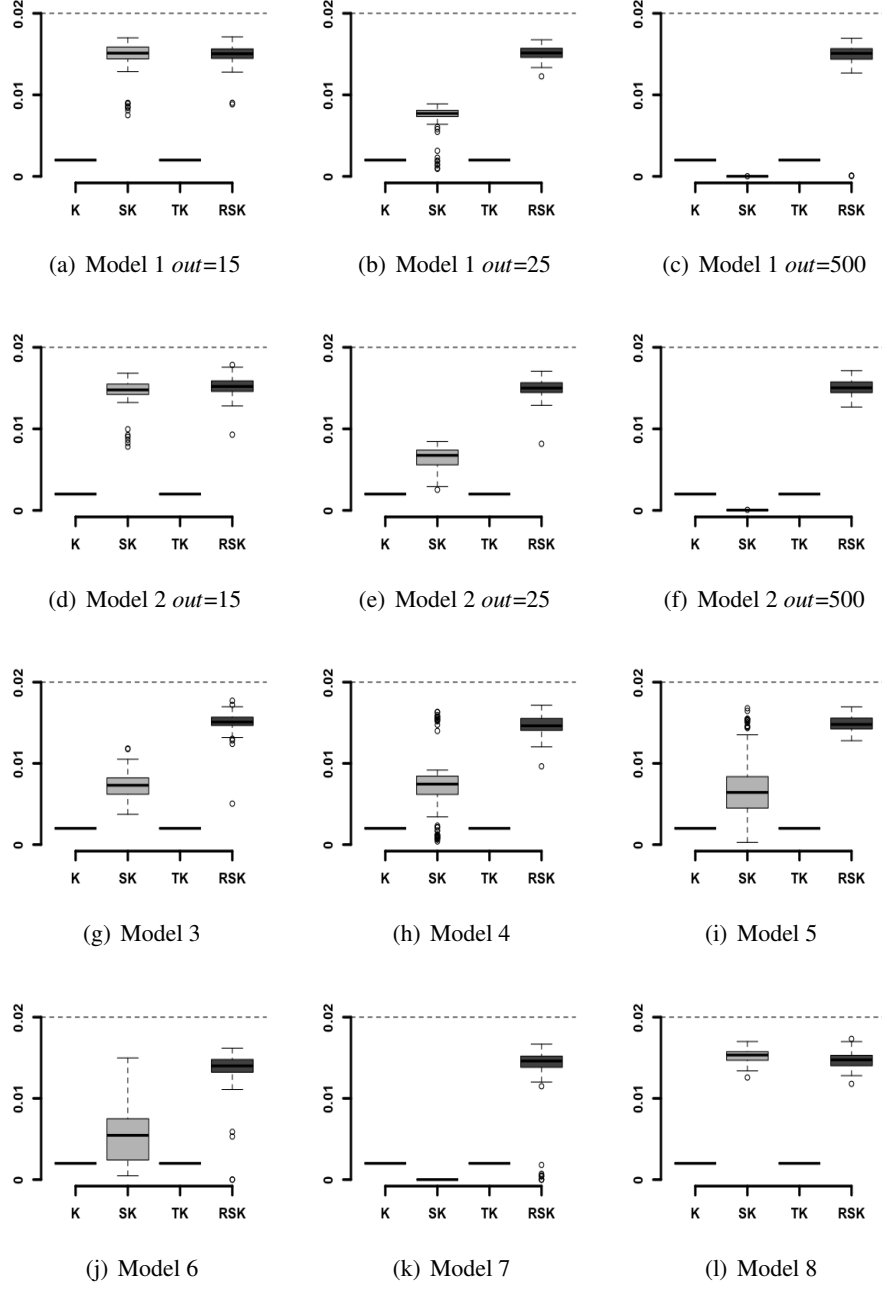 0.02
0.01
0
K SK TK RSK
(a) Model 1 out=15
0.02
0.01
0
K SK TK RSK
(b) Model 1 out=25
0.02
0.01
0
K SK TK RSK
(c) Model 1 out=500
0.02
0.01
0
K SK TK RSK
(d) Model 2 out=15
0.02
0.01
0
K SK TK RSK
(e) Model 2 out=25
0.02
0.01
0
K SK TK RSK
(f) Model 2 out=500
0.02
0.01
0
K SK TK RSK
(g) Model 3
0.02
0.01
0
K SK TK RSK
(h) Model 4
0.02
0.01
0
K SK TK RSK
(i) Model 5
0.02
0.01
0
K SK TK RSK
(j) Model 6
0.02
0.01
0
K SK TK RSK
(k) Model 7
0.02
0.01
0
K SK TK RSK
(l) Model 8